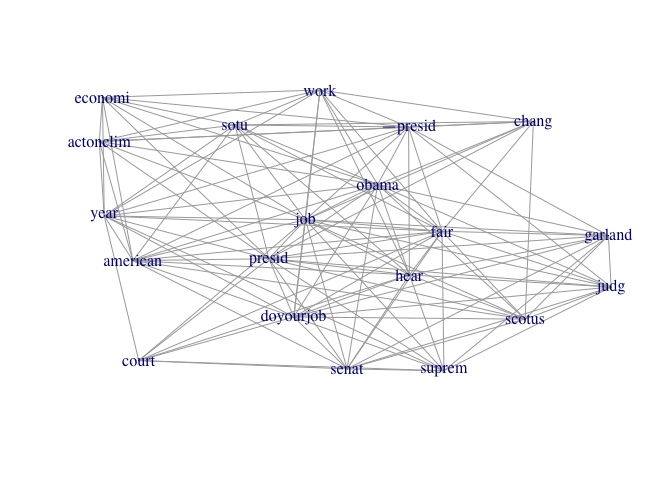 work
economi
chang
sotu
—presid
actonclim
obama
year
job
fair
garland
american
presid
hear
judg
doyourjob
scotus
court
senat
suprem